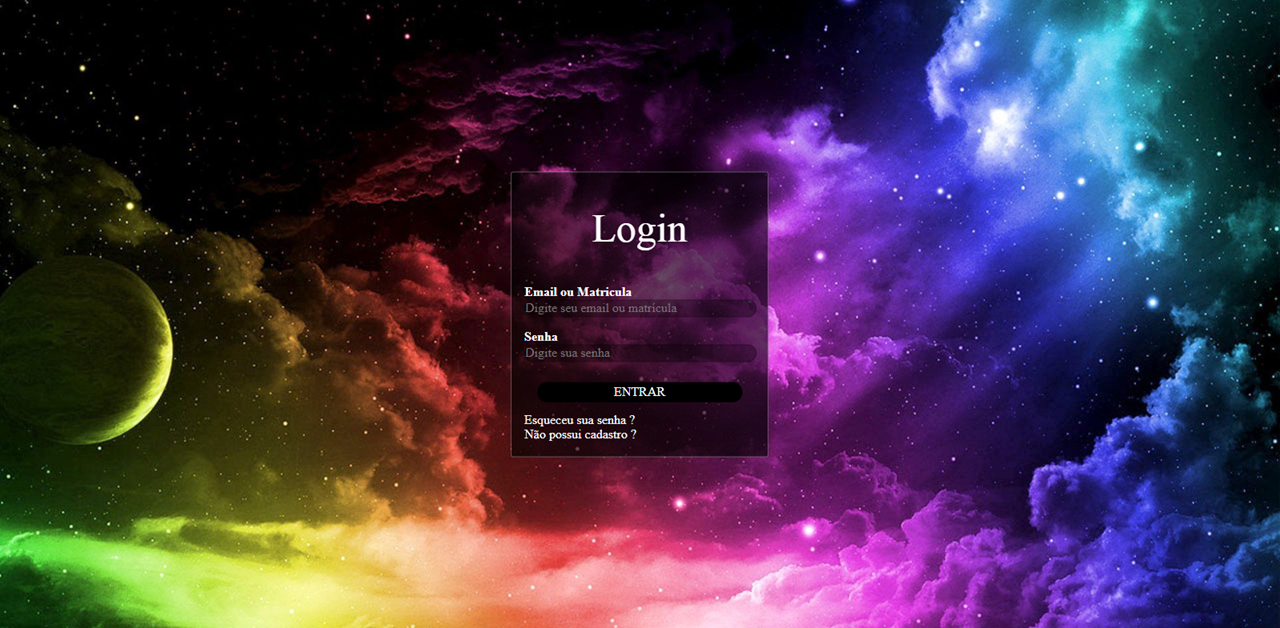 Login
Email ou Matricula
Digite seu email ou matricula
Senha
Digite sua senha
ENTRAR
Esqueceu sua senha ?
Não possui cadastro ?